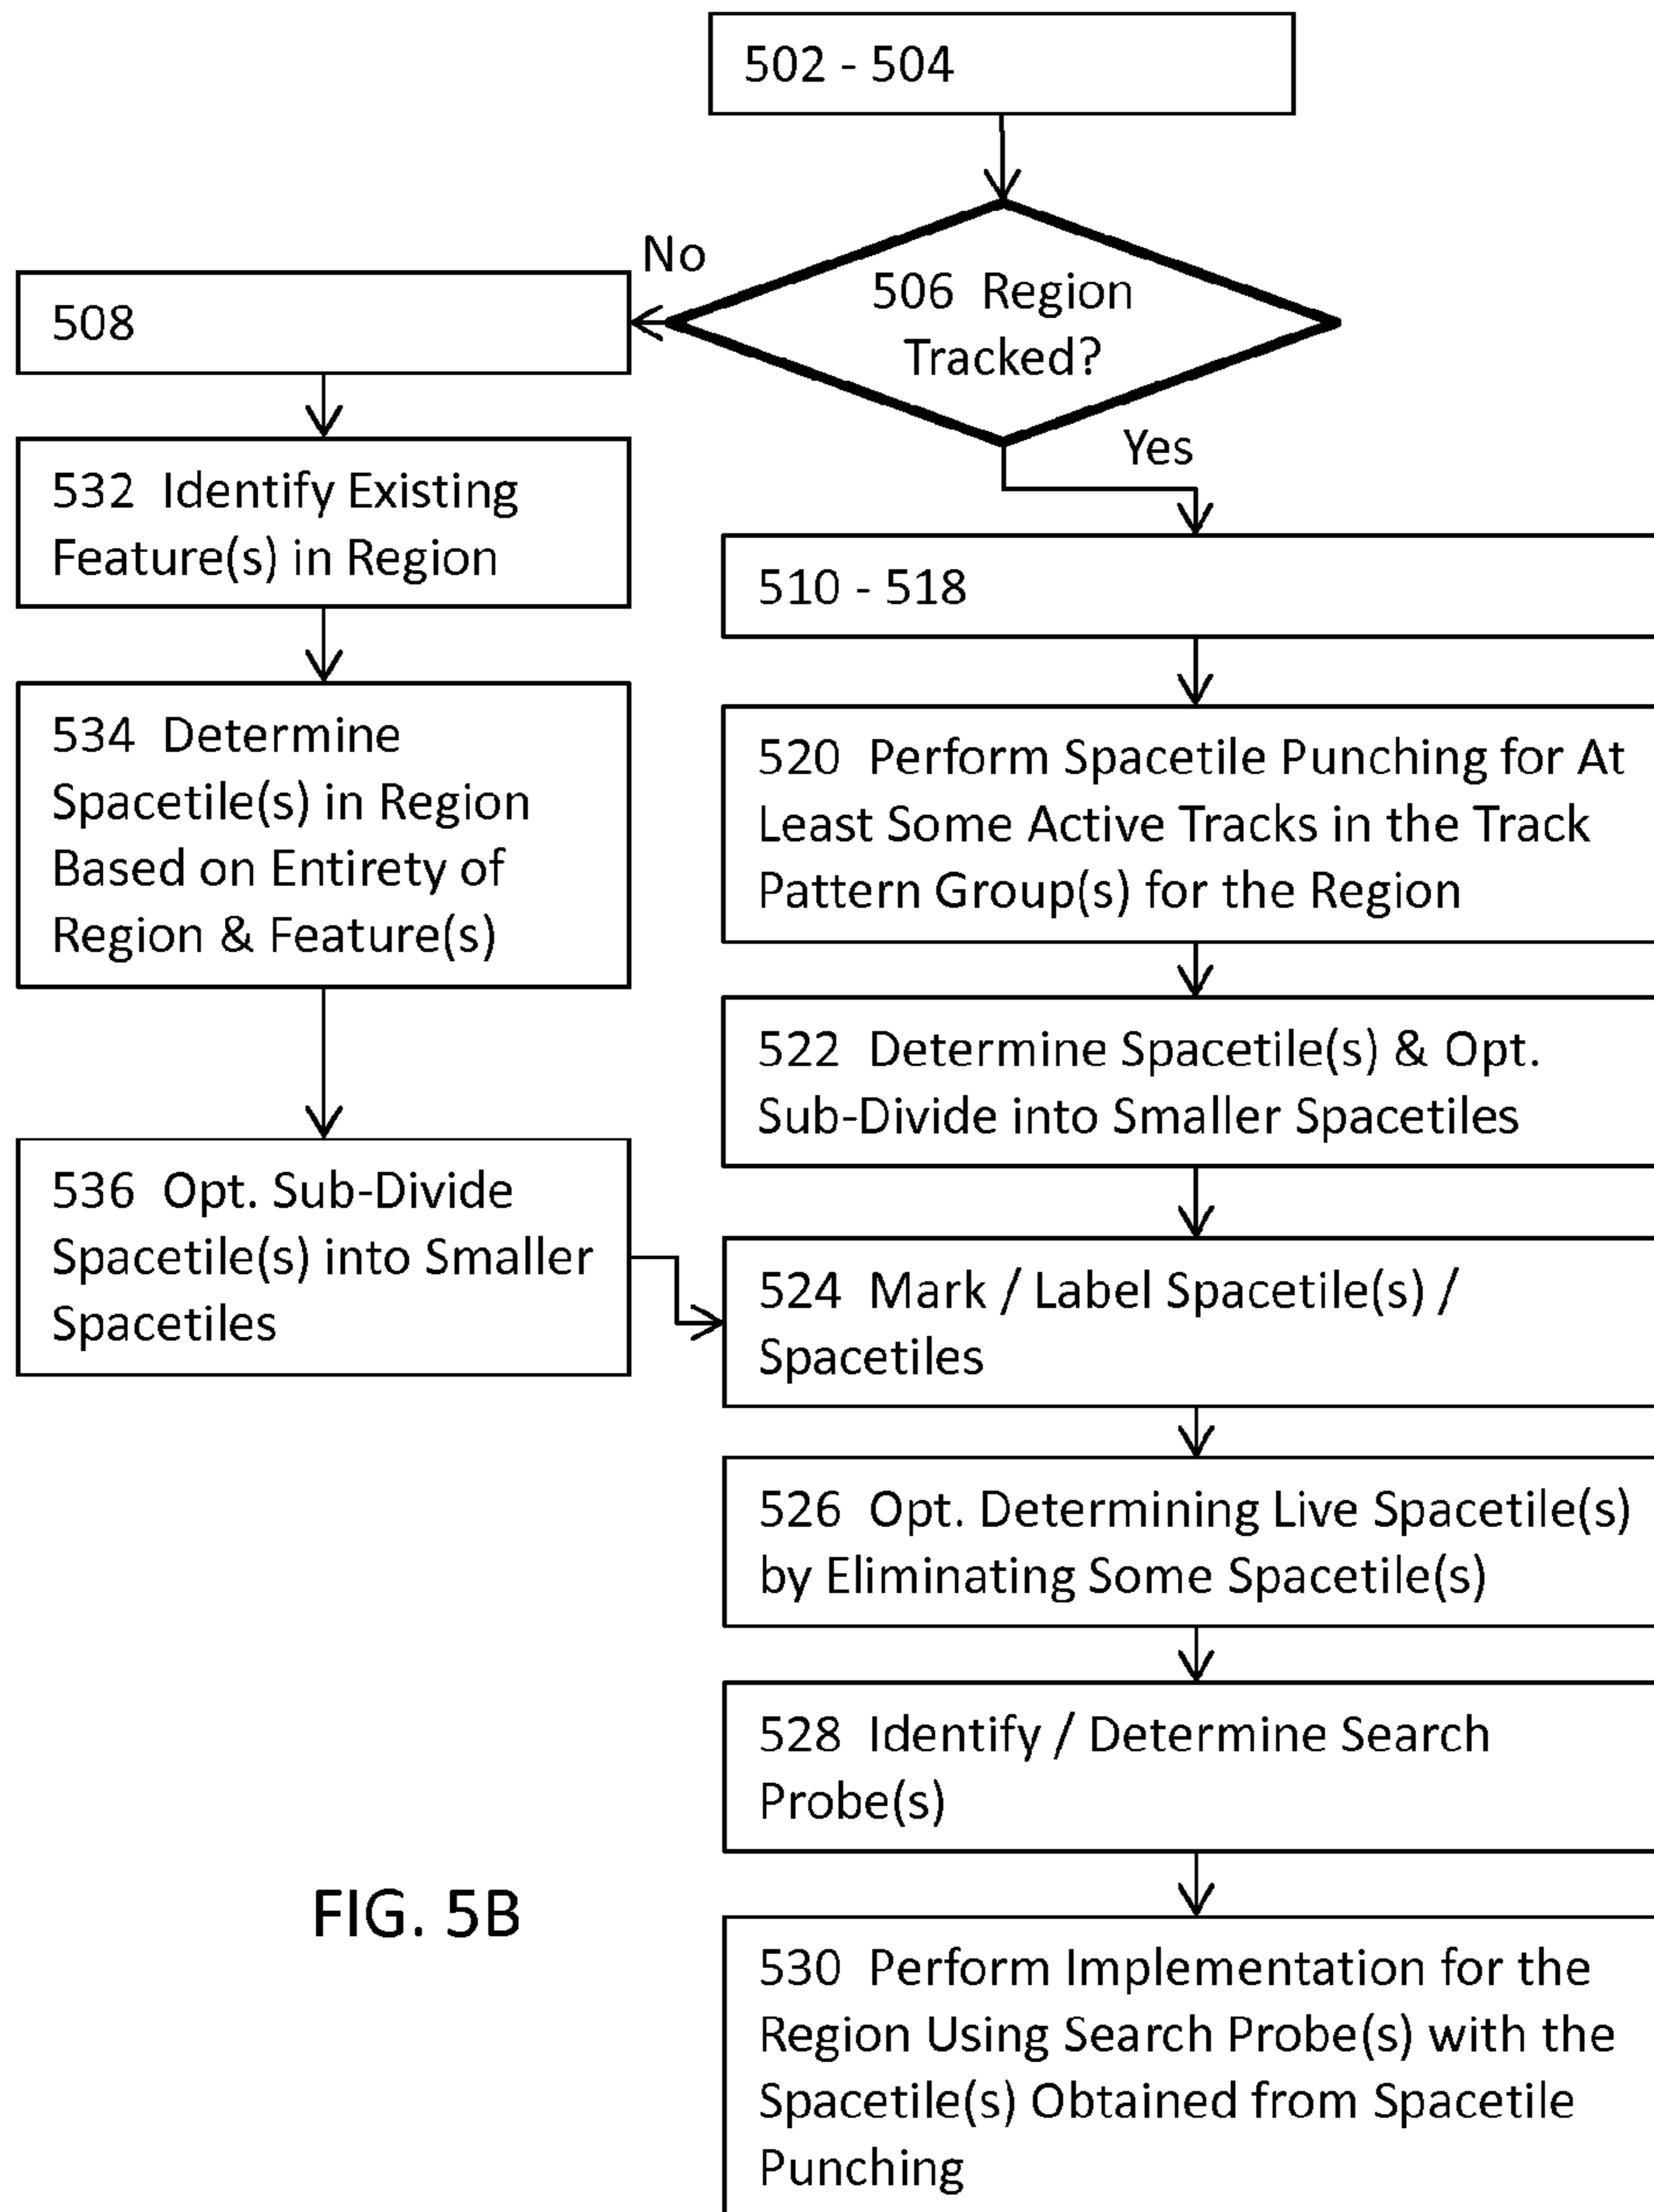 502 - 504
506 Region
Tracked?
No
Yes
508
532 Identify Existing
Feature(s) in Region
534 Determine
Spacetile(s) in Region
Based on Entirety of
Region & Feature(s)
536 Opt. Sub-Divide
Spacetile(s) into Smaller
Spacetiles
510 - 518
520 Perform Spacetile Punching for At
Least Some Active Tracks in the Track
Pattern Group(s) for the Region
522 Determine Spacetile(s) & Opt.
Sub-Divide into Smaller Spacetiles
524 Mark / Label Spacetile(s) /
Spacetiles
526 Opt. Determining Live Spacetile(s)
by Eliminating Some Spacetile(s)
528 Identify / Determine Search
Probe(s)
530 Perform Implementation for the
Region Using Search Probe(s) with the
Spacetile(s) Obtained from Spacetile
Punching
FIG. 5B